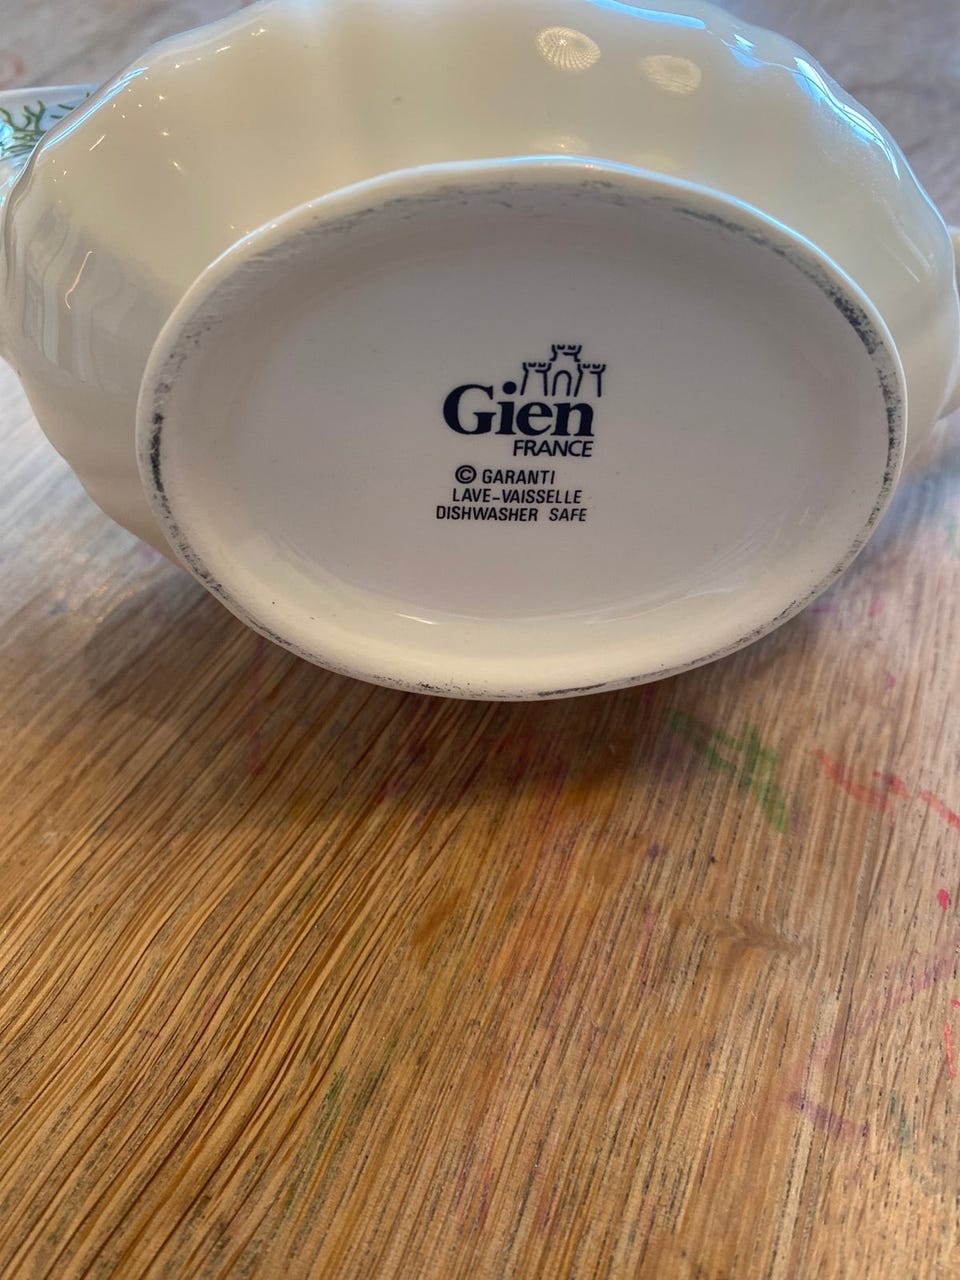 Gien
FRANCE
© GARANTI
LAVE-VAISSELLE
DISHWASHER SAFE